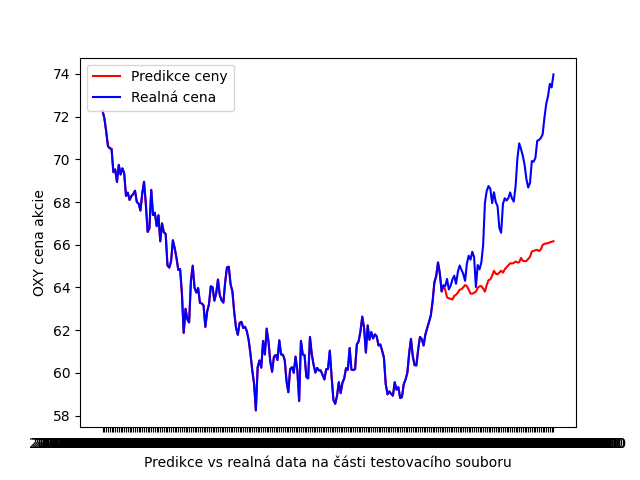 Predikce ceny
Realná cena
OXY cena akcie
74
72
70
68
66
64
62
60
58
Predikce vs realná data na části testovacího souboru